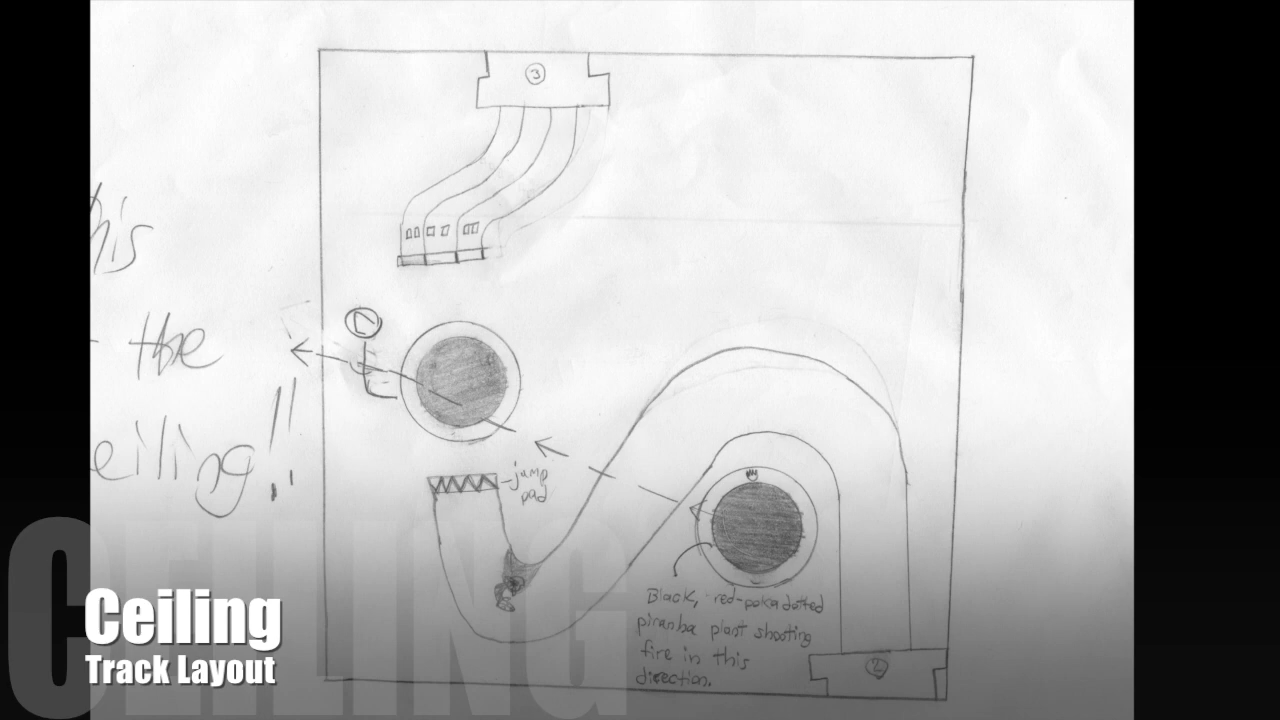 3
his
the
eiling!!
jump
pad
Black, red-poka dotted
piranha plant shooting
fire in this
direction.
2
CEILING
Ceiling
Track Layout